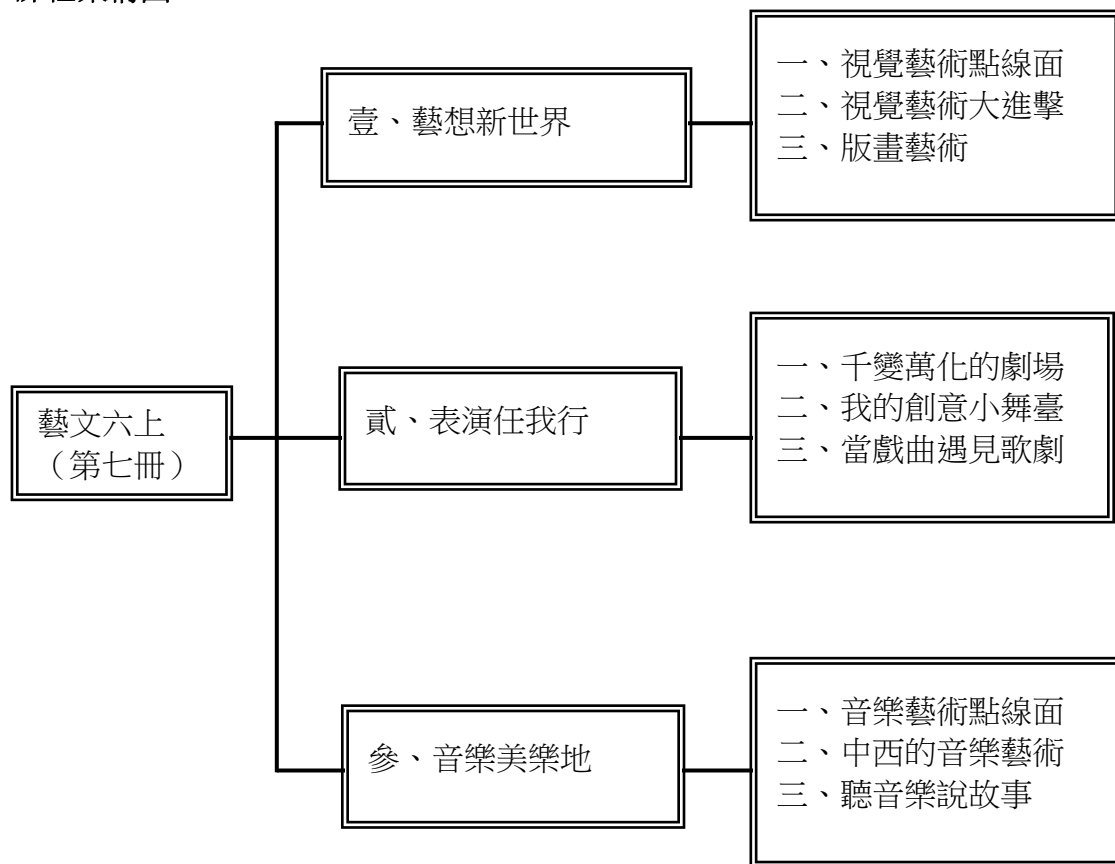 壹、藝想新世界
一、視覺藝術點線面
二、視覺藝術大進擊
三、版畫藝術
藝文六上
（第七冊）
貳、表演任我行
一、千變萬化的劇場
二、我的創意小舞臺
三、當戲曲遇見歌劇
參、音樂美樂地
一、音樂藝術點線面
二、中西的音樂藝術
三、聽音樂說故事